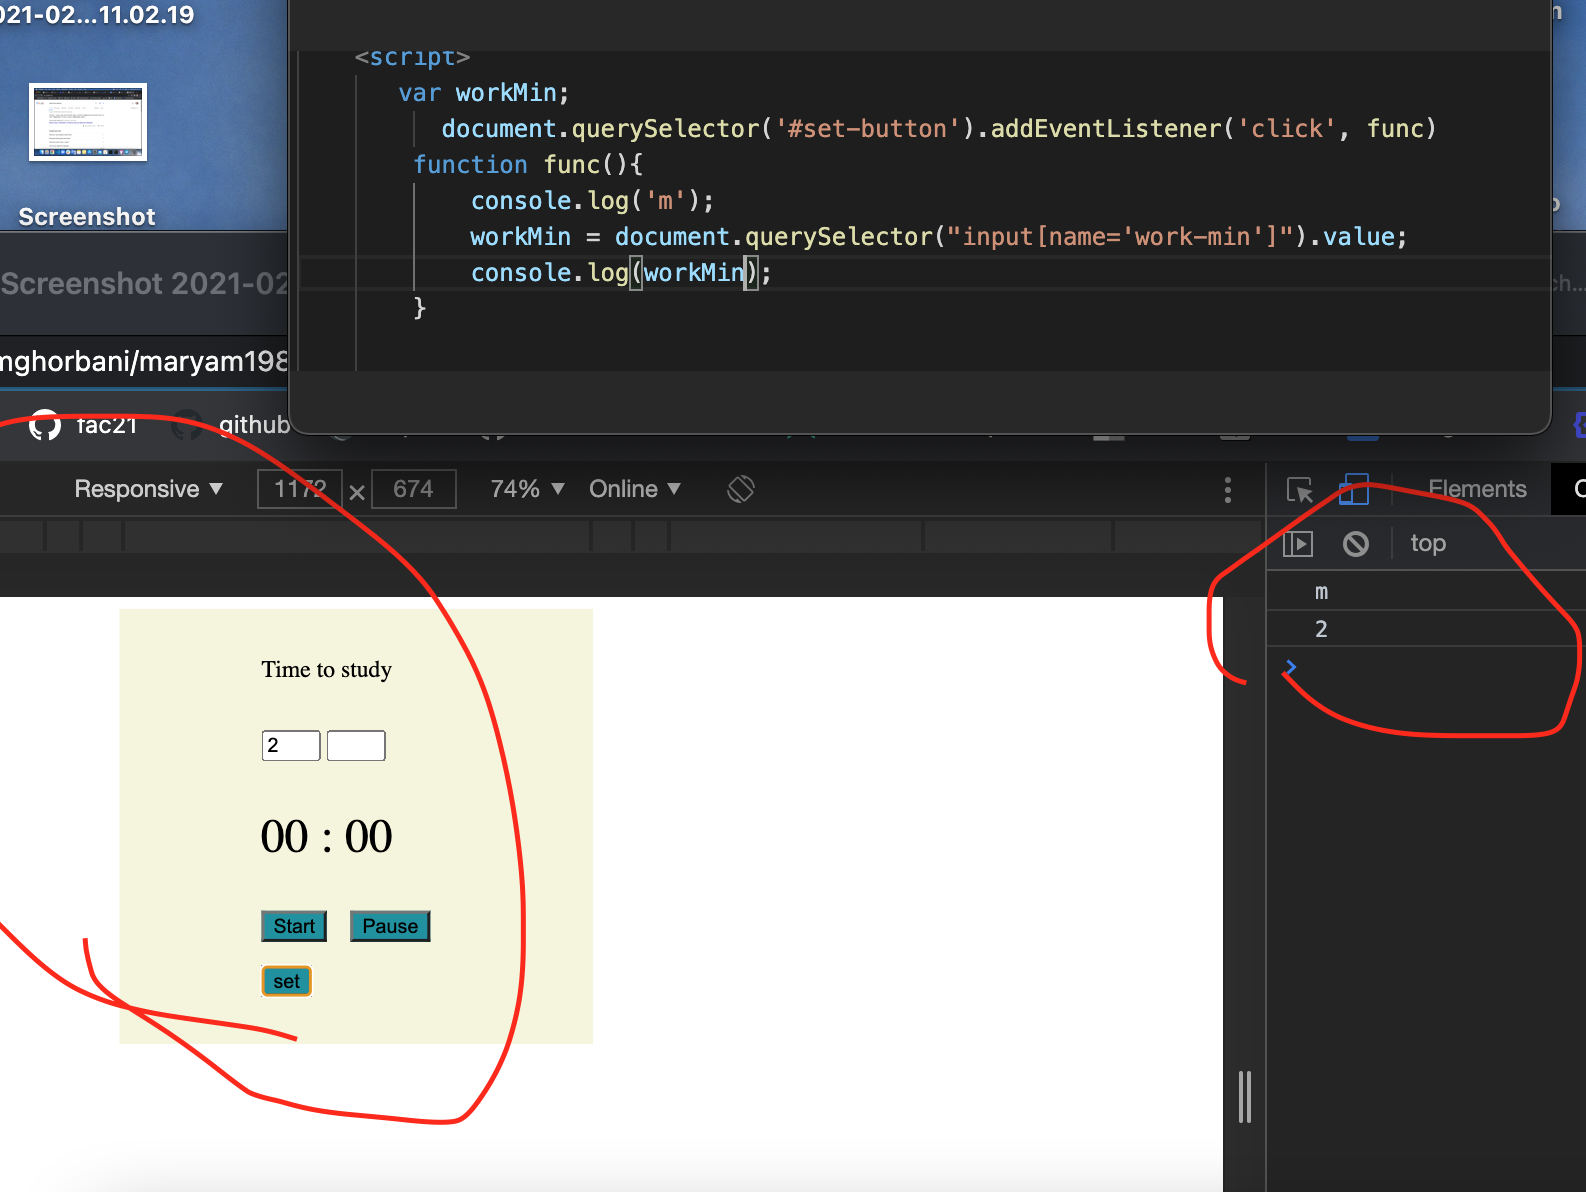 021-02...11.02.19
Screenshot
Screenshot 2021-02
mghorbani/maryam198
<script>
var workMin;
document.querySelector('#set-button').addEventListener('click', func)
function func(){
console.log('m');
workMin = document.querySelector("input[name='work-min']").value;
console.log(workMin);
}
fac21
github
Responsive ▼ 1172 × 674 74% ▼ Online ▼
Elements
top
m
2
Time to study
2
00 : 00
Start Pause
set